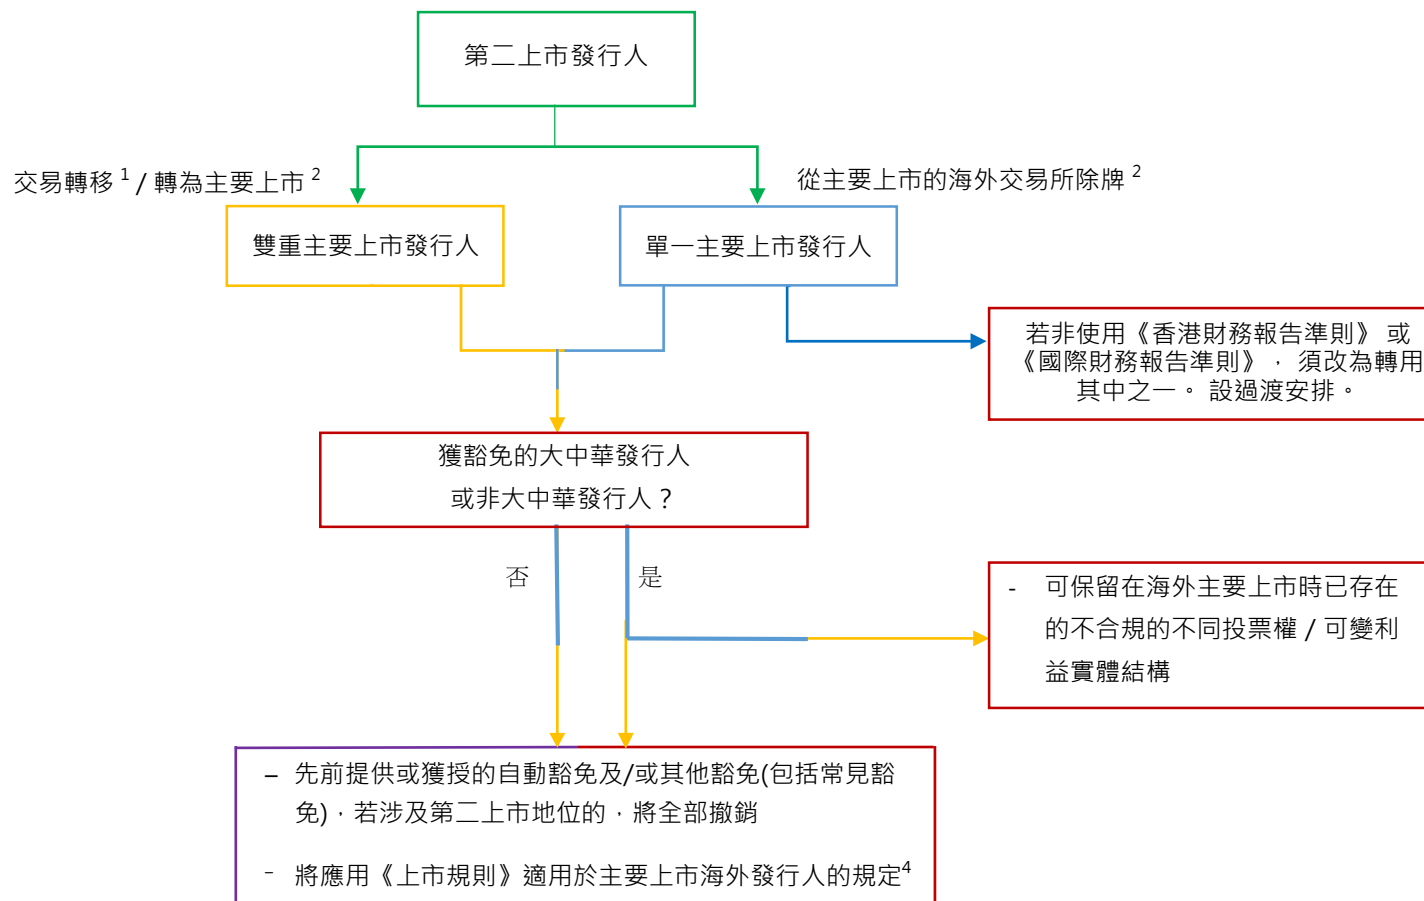 第二上市發行人
交易轉移 1 / 轉為主要上市 2
從主要上市的海外交易所除牌 2
雙重主要上市發行人
單一主要上市發行人
若非使用《香港財務報告準則》 或
《國際財務報告準則》，須改為轉用
其中之一。 設過渡安排。
獲豁免的大中華發行人
或非大中華發行人？
否
是
- 可保留在海外主要上市時已存在
的不合規的不同投票權 / 可變利
益實體結構
– 先前提供或獲授的自動豁免及/或其他豁免(包括常見豁
免)，若涉及第二上市地位的，將全部撤銷
- 將應用《上市規則》適用於主要上市海外發行人的規定4